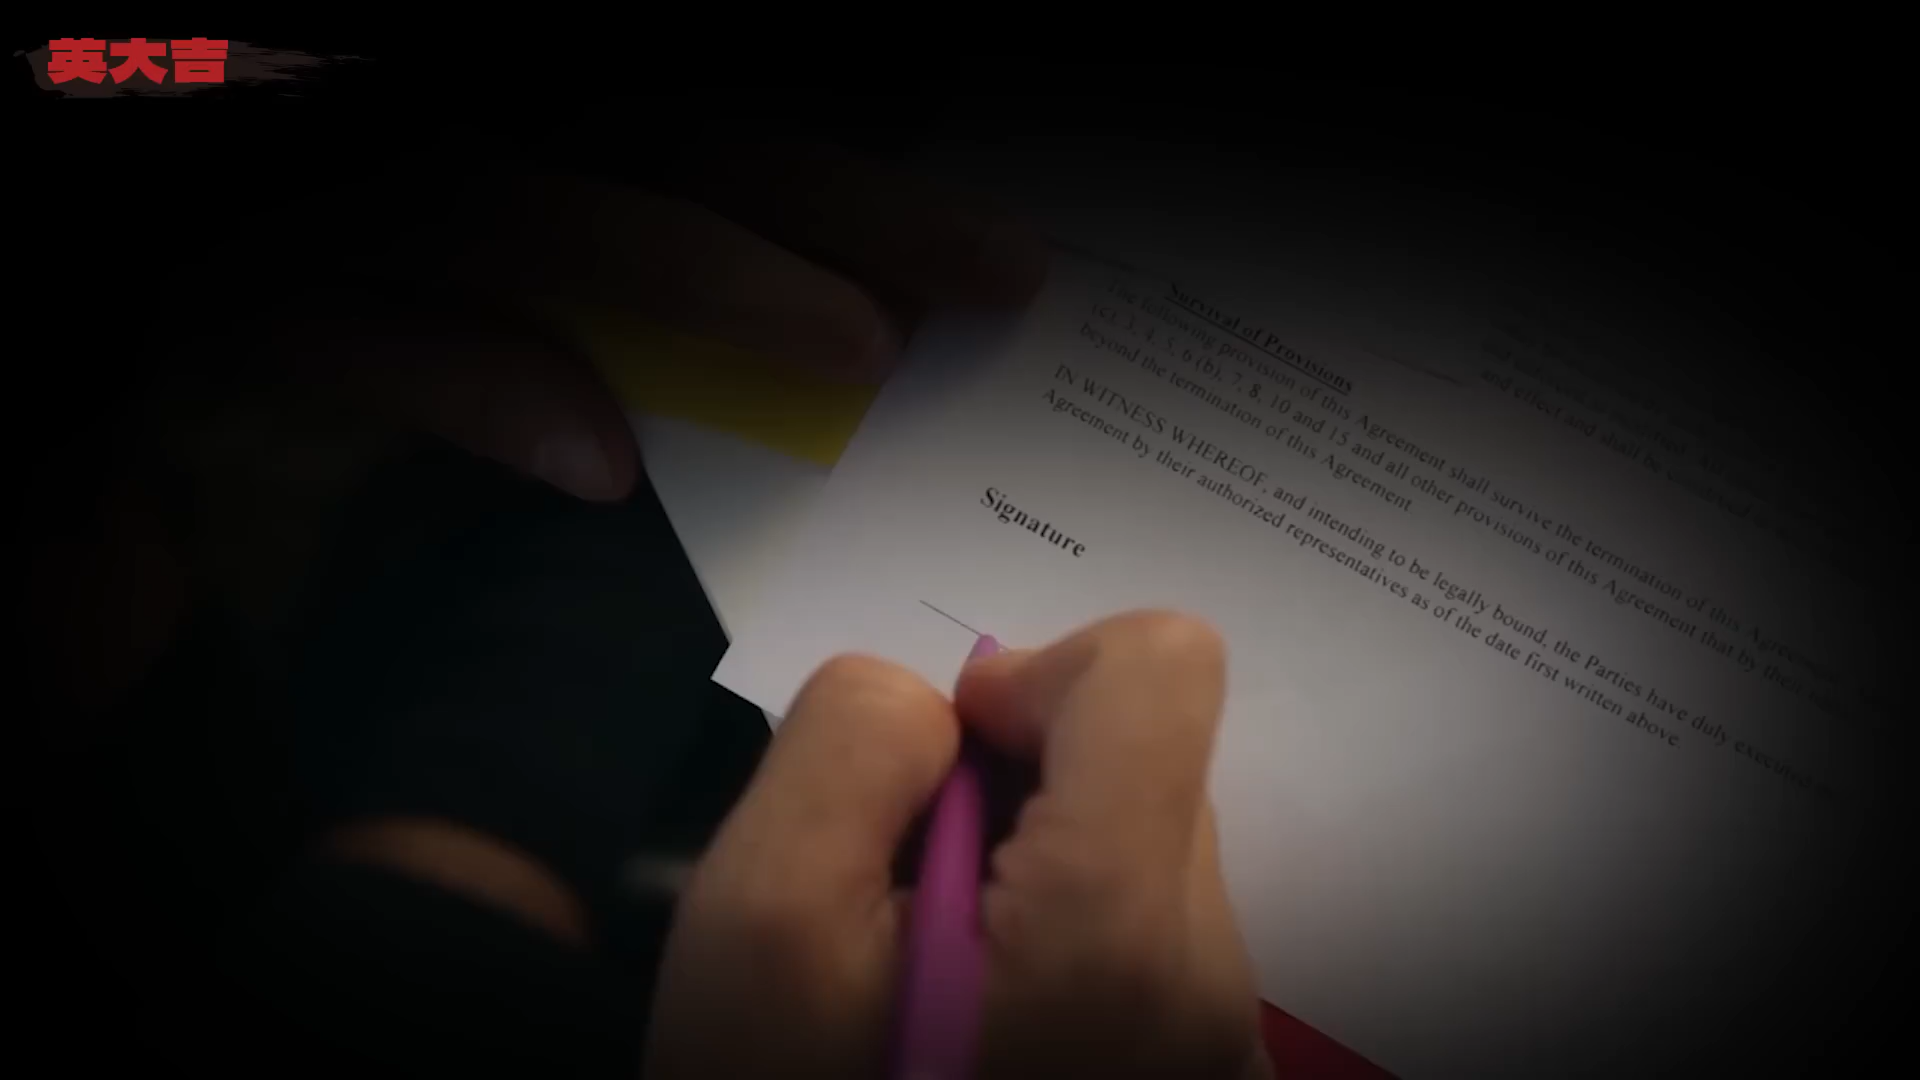 英大吉
Survival of Provisions
The following provision of this Agreement shall survive the termination of this Agreement
(c), 3, 4, 5, 6 (b), 7, 8, 10 and 15 and all other provisions of this Agreement that by their
beyond the termination of this Agreement
IN WITNESS WHEREOF, and intending to be legally bound, the Parties have duly executed
Agreement by their authorized representatives as of the date first written above
Signature
and effect and shall be